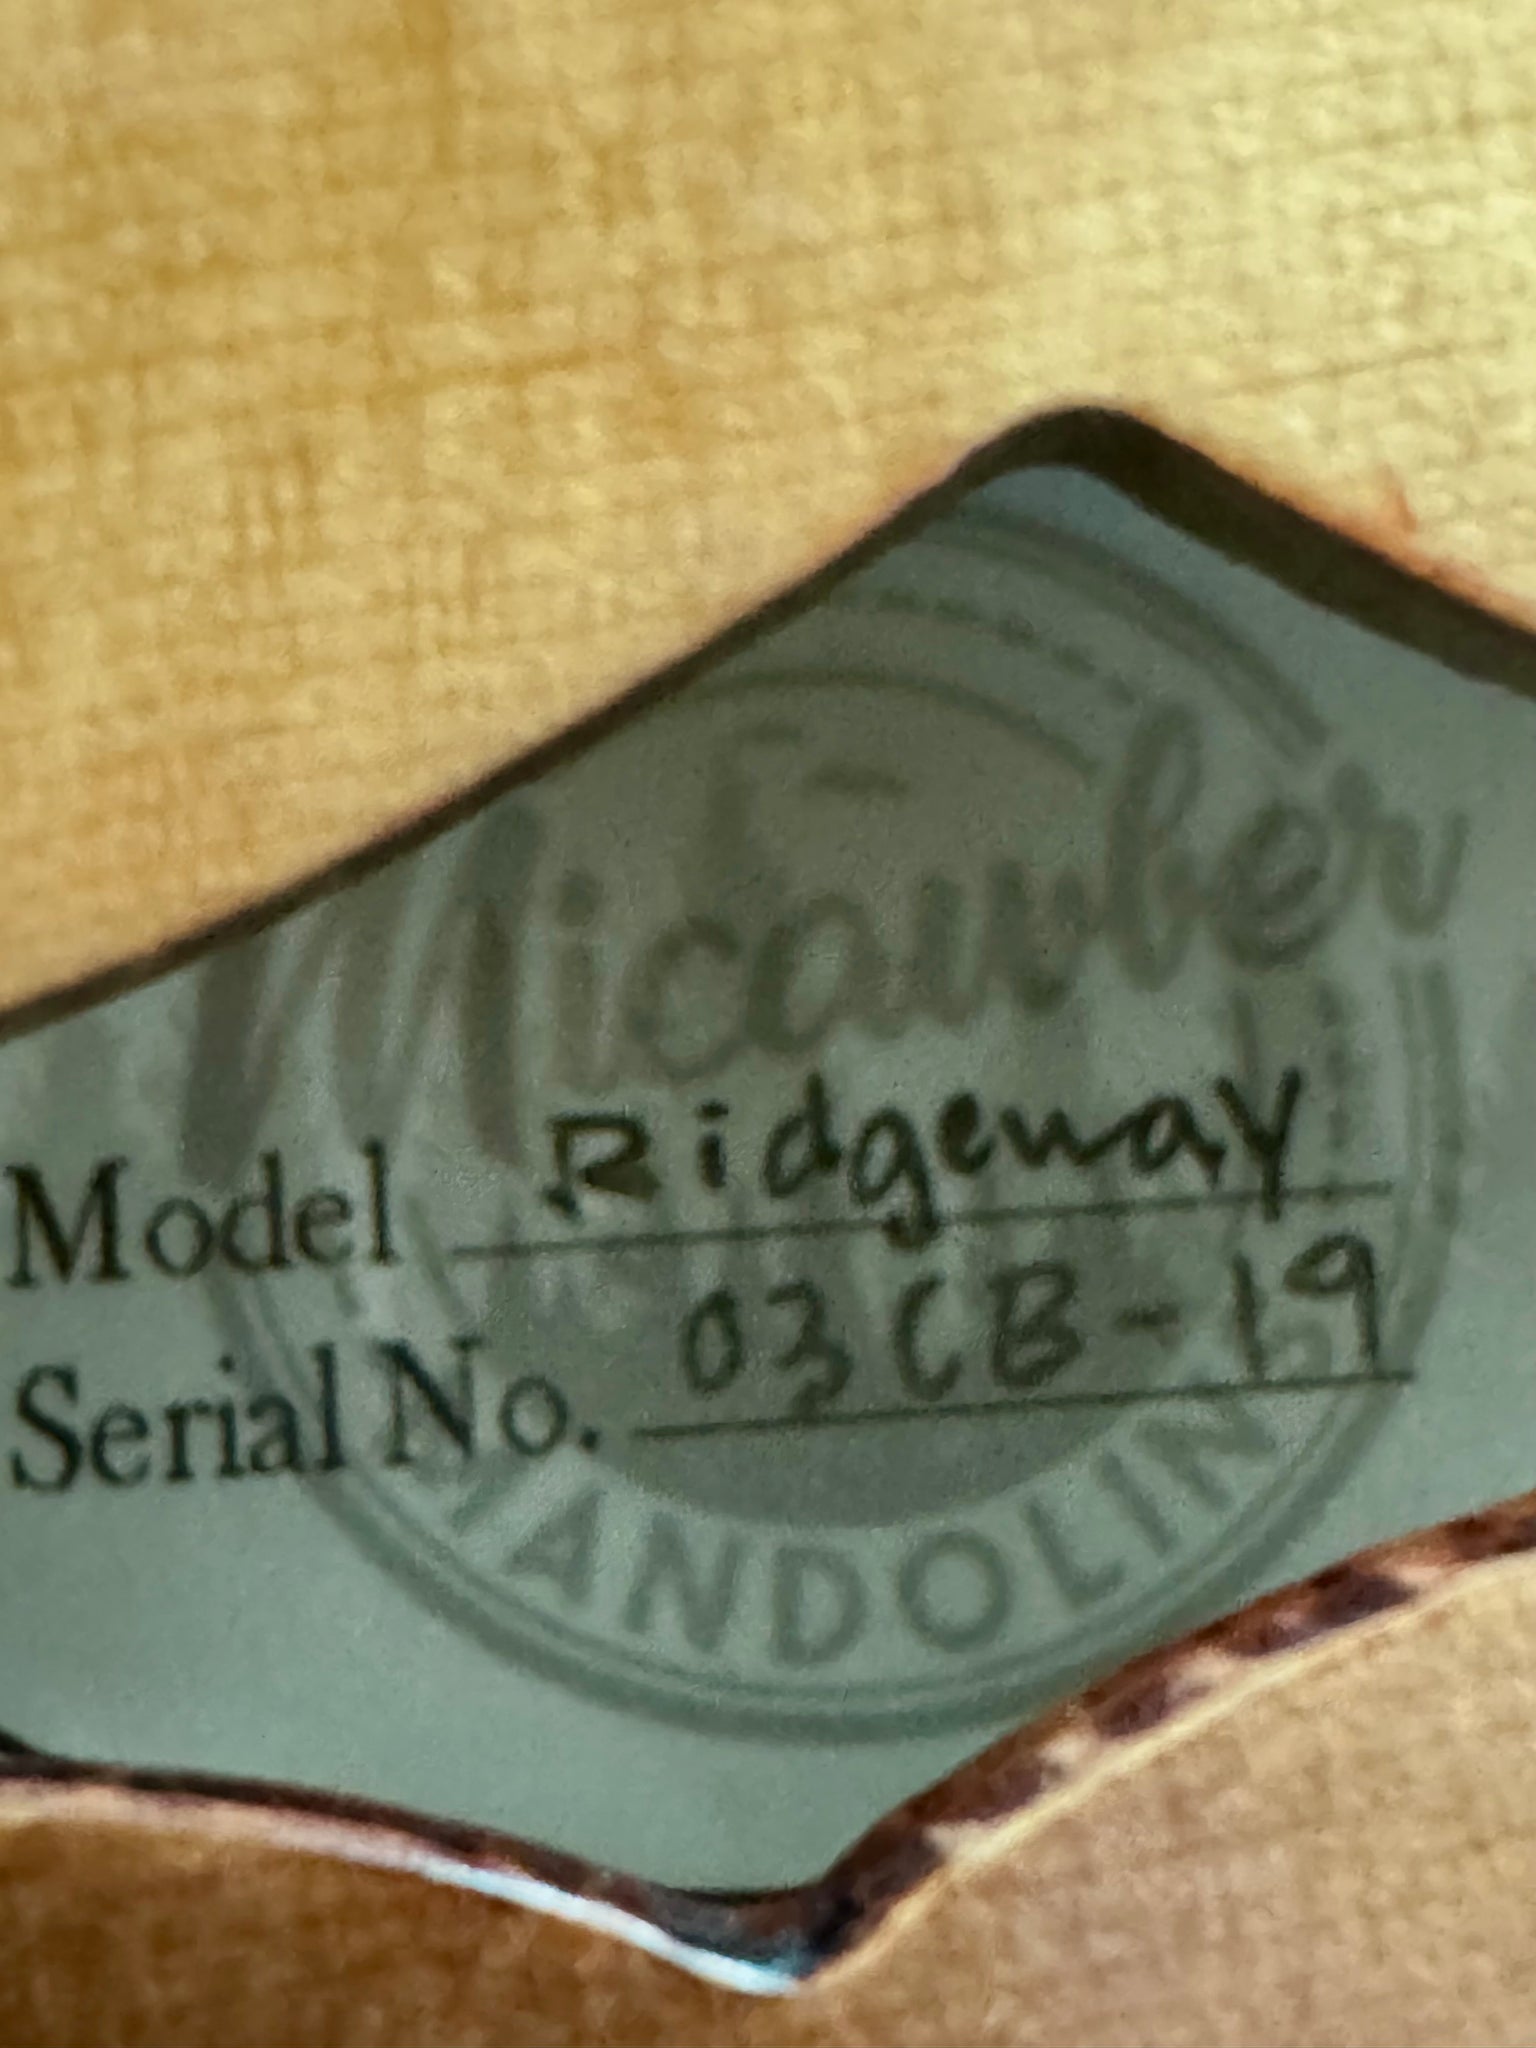 Micawber
Model Ridgeway
Serial No. 03CB-19
MANDOLIN